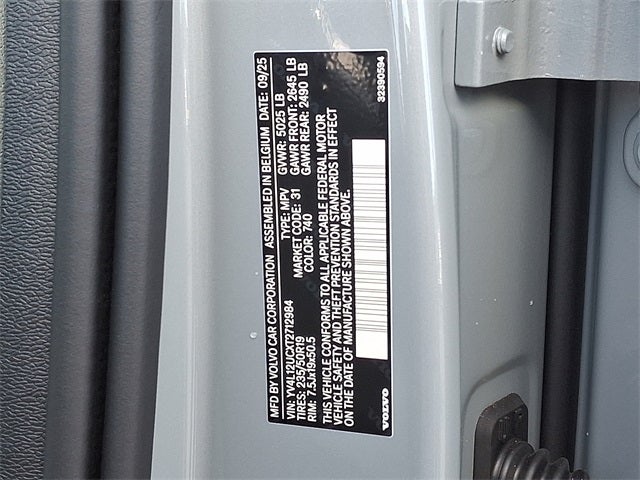 MFD BY VOLVO CAR CORPORATION ASSEMBLED IN BELGIUM DATE: 09/25
VIN: YV4L12UCXT2712984 TYPE: MPV GVWR: 5025 LB
TIRES: 235/50R19 MARKET CODE: 31 GAWR FRONT: 2645 LB
RIM: 7.5Jx19x50.5 COLOR: 740 GAWR REAR: 2490 LB
THIS VEHICLE CONFORMS TO ALL APPLICABLE FEDERAL MOTOR
VEHICLE SAFETY AND THEFT PREVENTION STANDARDS IN EFFECT
ON THE DATE OF MANUFACTURE SHOWN ABOVE.
VOLVO 32390594